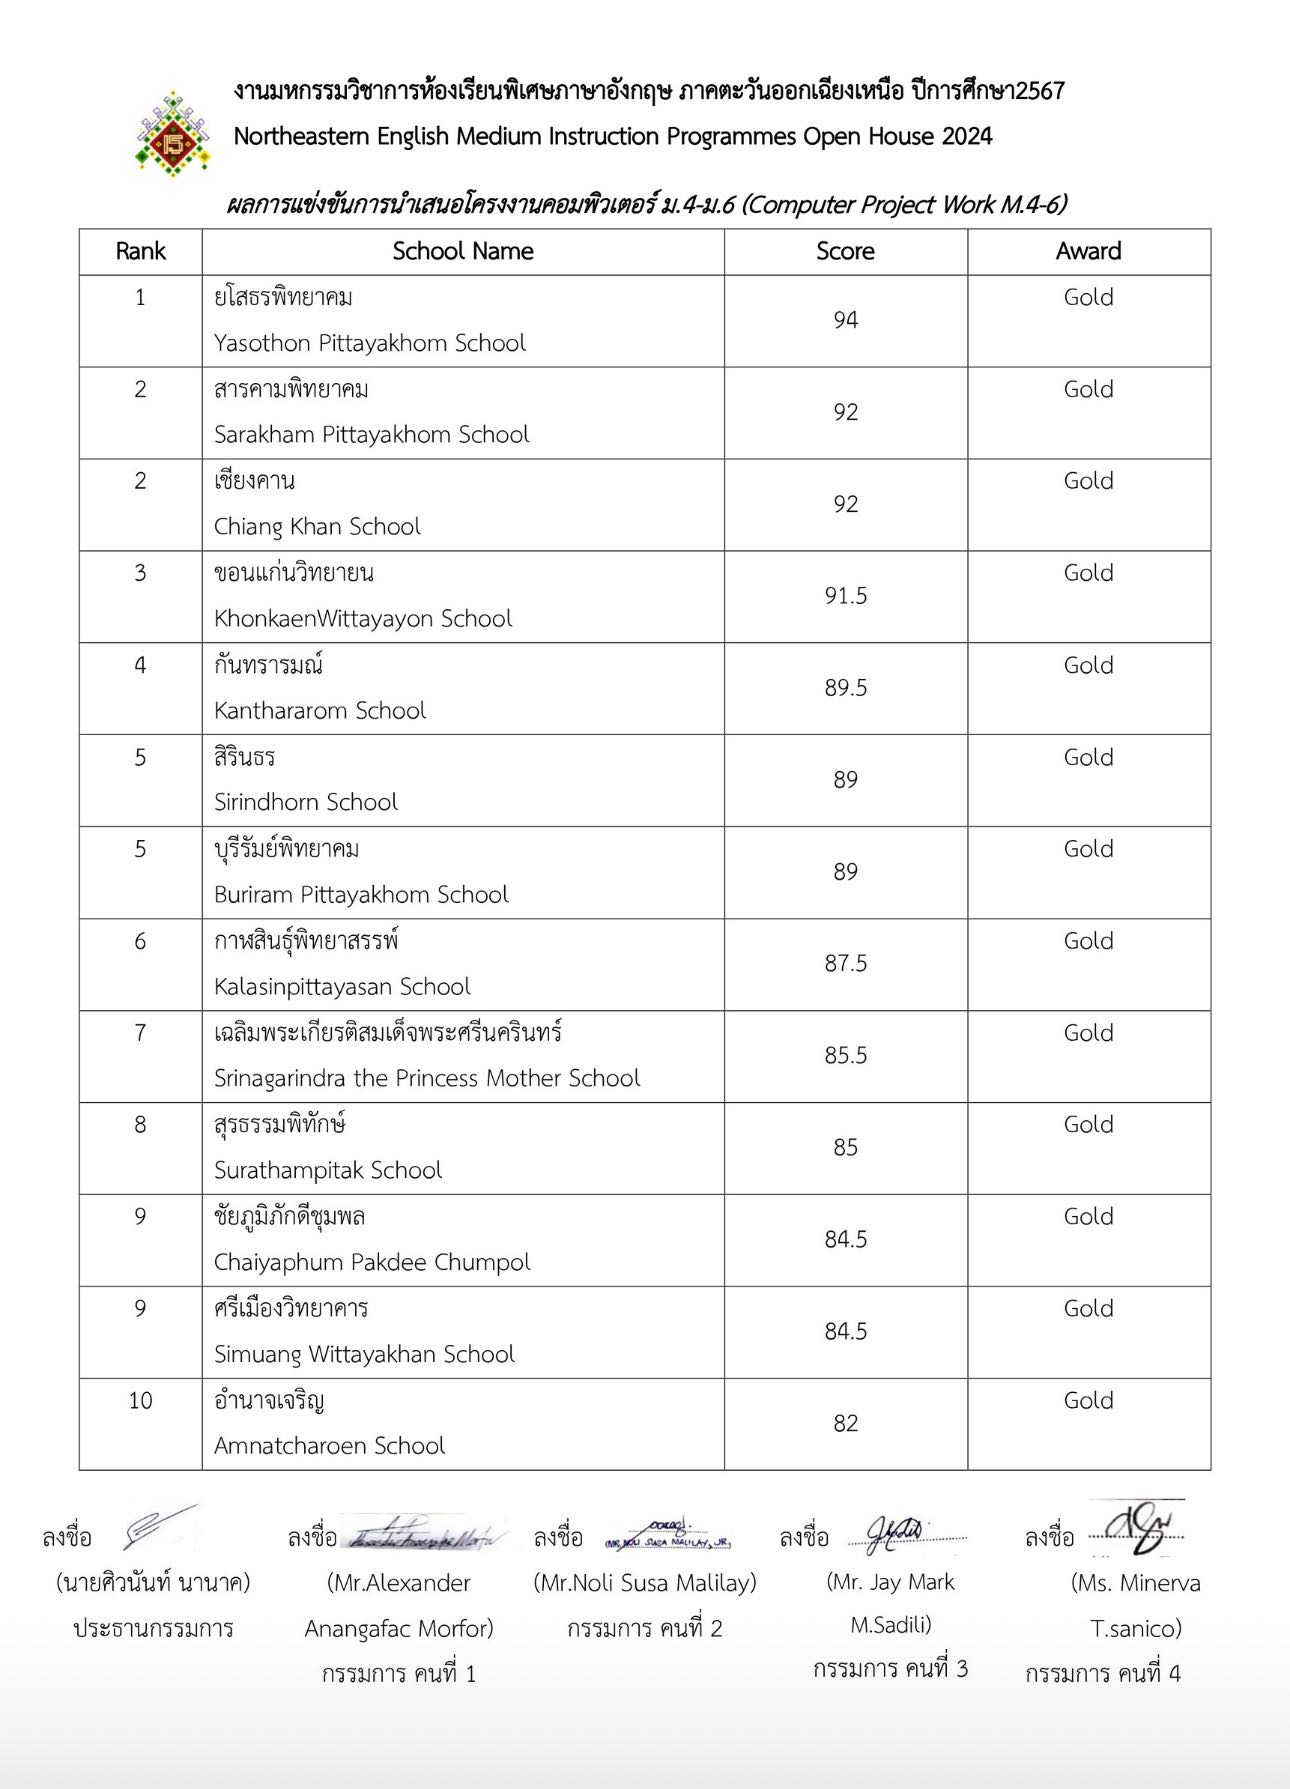 งานมหกรรมวิชาการห้องเรียนพิเศษภาษาอังกฤษ ภาคตะวันออกเฉียงเหนือ ปีการศึกษา2567
15
Northeastern English Medium Instruction Programmes Open House 2024
ผลการแข่งขันการนำเสนอโครงงานคอมพิวเตอร์ ม.4-ม.6 (Computer Project Work M.4-6)
Rank School Name Score Award
1 ยโสธรพิทยาคม Gold
94
Yasothon Pittayakhom School
2 สารคามพิทยาคม Gold
92
Sarakham Pittayakhom School
2 เชียงคาน Gold
92
Chiang Khan School
3 ขอนแก่นวิทยายน Gold
91.5
KhonkaenWittayayon School
4 กันทรารมณ์ Gold
89.5
Kanthararom School
5 สิรินธร Gold
89
Sirindhorn School
5 บุรีรัมย์พิทยาคม Gold
89
Buriram Pittayakhom School
6 กาฬสินธุ์พิทยาสรรพ์ Gold
87.5
Kalasinpittayasan School
7 เฉลิมพระเกียรติสมเด็จพระศรีนครินทร์ Gold
85.5
Srinagarindra the Princess Mother School
8 สุรธรรมพิทักษ์ Gold
85
Surathampitak School
9 ชัยภูมิภักดีชุมพล Gold
84.5
Chaiyaphum Pakdee Chumpol
9 ศรีเมืองวิทยาคาร Gold
84.5
Simuang Wittayakhan School
10 อำนาจเจริญ Gold
82
Amnatcharoen School
ลงชื่อ ลงชื่อ ลงชื่อ ลงชื่อ ลงชื่อ
(MR. NOLI SUSA MALILAY, JR.)
(นายศิวนันท์ นานาค) (Mr.Alexander (Mr.Noli Susa Malilay) (Mr. Jay Mark (Ms. Minerva
ประธานกรรมการ Anangafac Morfor) กรรมการ คนที่ 2 M.Sadili) T.sanico)
กรรมการ คนที่ 1 กรรมการ คนที่ 3 กรรมการ คนที่ 4